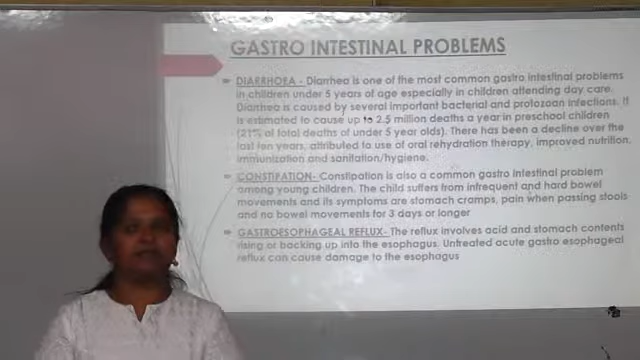 GASTRO INTESTINAL PROBLEMS
DIARRHOEA - Diarrhea is one of the most common gastro intestinal problems
in children under 5 years of age especially in children attending day care.
Diarrhea is caused by several important bacterial and protozoan infections. It
is estimated to cause up to 2.5 million deaths a year in preschool children
(21% of total deaths of under 5 year olds). There has been a decline over the
last ten years, attributed to use of oral rehydration therapy, improved nutrition,
immunization and sanitation/hygiene.
CONSTIPATION- Constipation is also a common gastro intestinal problem
among young children. The child suffers from infrequent and hard bowel
movements and its symptoms are stomach cramps, pain when passing stools
and no bowel movements for 3 days or longer
GASTROESOPHAGEAL REFLUX- The reflux involves acid and stomach contents
rising or backing up into the esophagus. Untreated acute gastro esophageal
reflux can cause damage to the esophagus